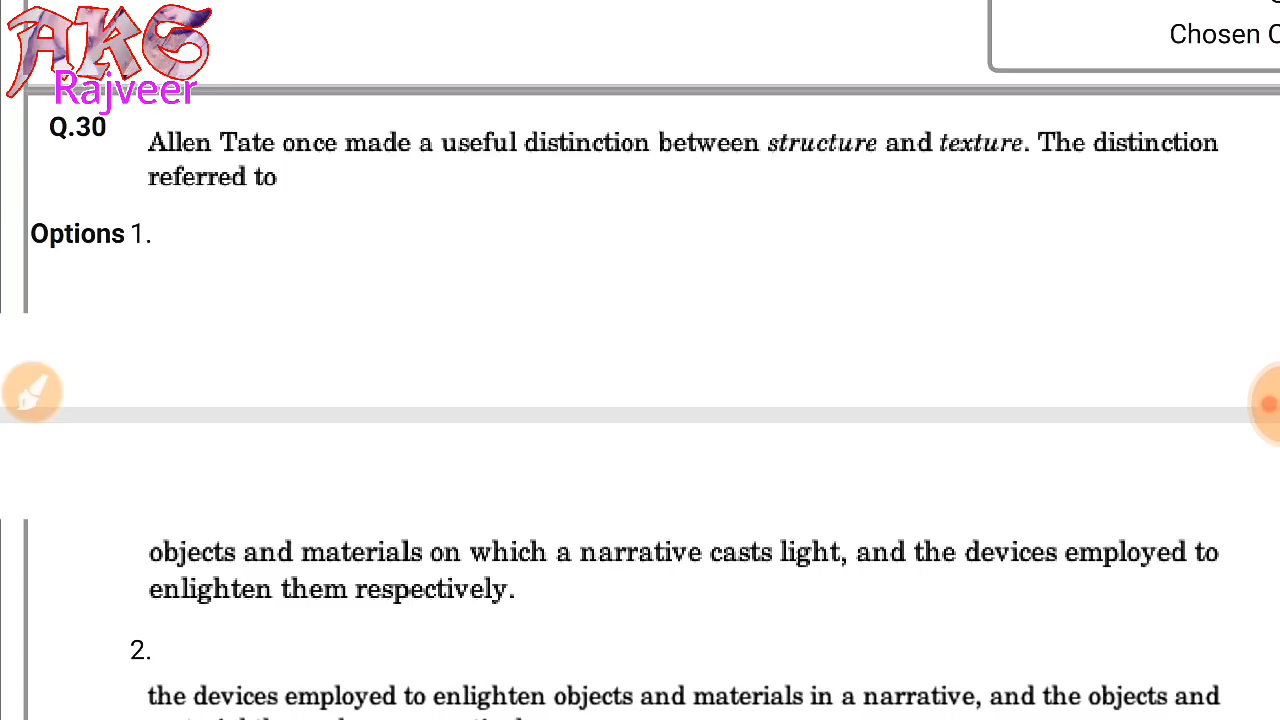 AKS
Rajveer
Chosen
Q.30
Allen Tate once made a useful distinction between structure and texture. The distinction
referred to
Options 1.
objects and materials on which a narrative casts light, and the devices employed to
enlighten them respectively.
2.
the devices employed to enlighten objects and materials in a narrative, and the objects and